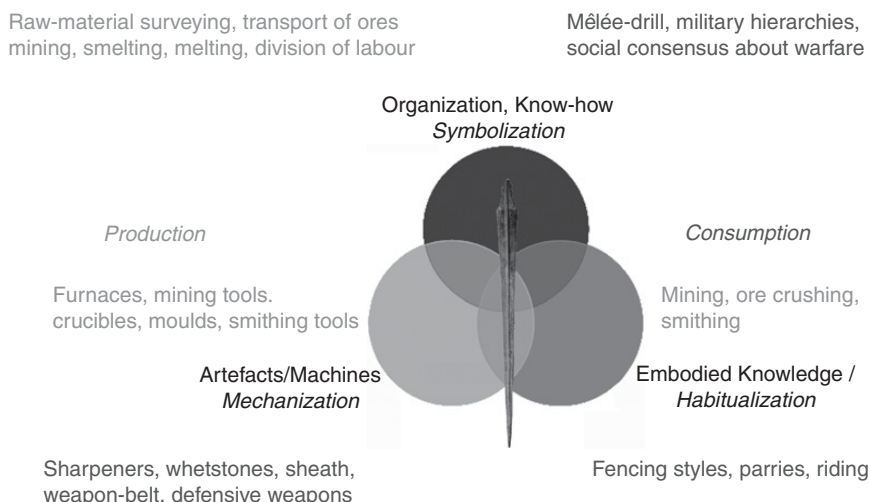 Raw-material surveying, transport of ores
mining, smelting, melting, division of labour
Mêlée-drill, military hierarchies,
social consensus about warfare
Organization, Know-how
Symbolization
Production
Consumption
Furnaces, mining tools.
crucibles, moulds, smithing tools
Mining, ore crushing,
smithing
Artefacts/Machines
Mechanization
Embodied Knowledge /
Habitualization
Sharpeners, whetstones, sheath,
weapon-belt, defensive weapons
Fencing styles, parries, riding